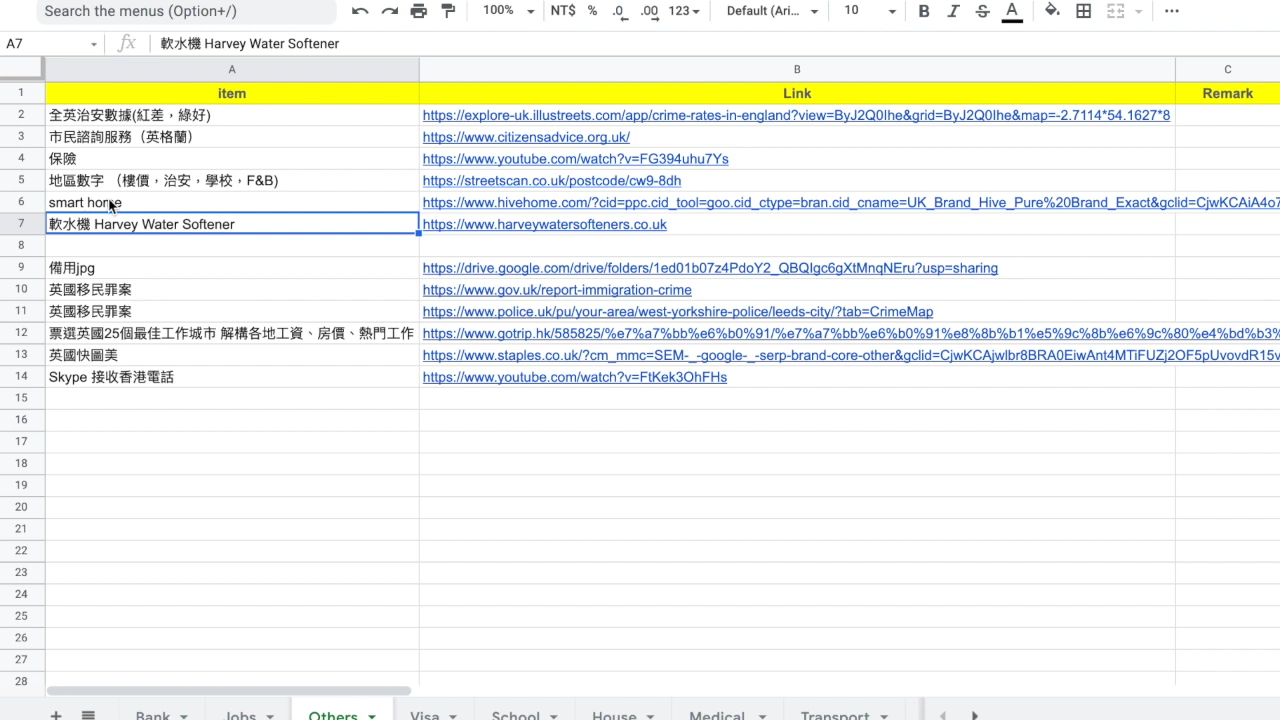 Search the menus (Option+/) 100% NT$ % .0 .00 123 Default (Ari... 10 B I S A
A7 fx 軟水機 Harvey Water Softener
A B C
1 item Link Remark
2 全英治安數據(紅差，綠好) https://explore-uk.illustreets.com/app/crime-rates-in-england?view=ByJ2Q0Ihe&grid=ByJ2Q0Ihe&map=-2.7114*54.1627*8
3 市民諮詢服務（英格蘭） https://www.citizensadvice.org.uk/
4 保險 https://www.youtube.com/watch?v=FG394uhu7Ys
5 地區數字 （樓價，治安，學校，F&B) https://streetscan.co.uk/postcode/cw9-8dh
6 smart home https://www.hivehome.com/?cid=ppc.cid_tool=goo.cid_ctype=bran.cid_cname=UK_Brand_Hive_Pure%20Brand_Exact&gclid=CjwKCAiA4o7
7 軟水機 Harvey Water Softener https://www.harveywatersofteners.co.uk
8
9 備用jpg https://drive.google.com/drive/folders/1ed01b07z4PdoY2_QBQIgc6gXtMnqNEru?usp=sharing
10 英國移民罪案 https://www.gov.uk/report-immigration-crime
11 英國移民罪案 https://www.police.uk/pu/your-area/west-yorkshire-police/leeds-city/?tab=CrimeMap
12 票選英國25個最佳工作城市 解構各地工資、房價、熱門工作 https://www.gotrip.hk/585825/%e7%a7%bb%e6%b0%91/%e7%a7%bb%e6%b0%91%e8%8b%b1%e5%9c%8b%e6%9c%80%e4%bd%b3%
13 英國快圖美 https://www.staples.co.uk/?cm_mmc=SEM-_-google-_-serp-brand-core-other&gclid=CjwKCAjwlbr8BRA0EiwAnt4MTiFUZj2OF5pUvovdR15v
14 Skype 接收香港電話 https://www.youtube.com/watch?v=FtKek3OhFHs
15
16
17
18
19
20
21
22
23
24
25
26
27
28
+ Bank Jobs Others Visa School House Medical Transport